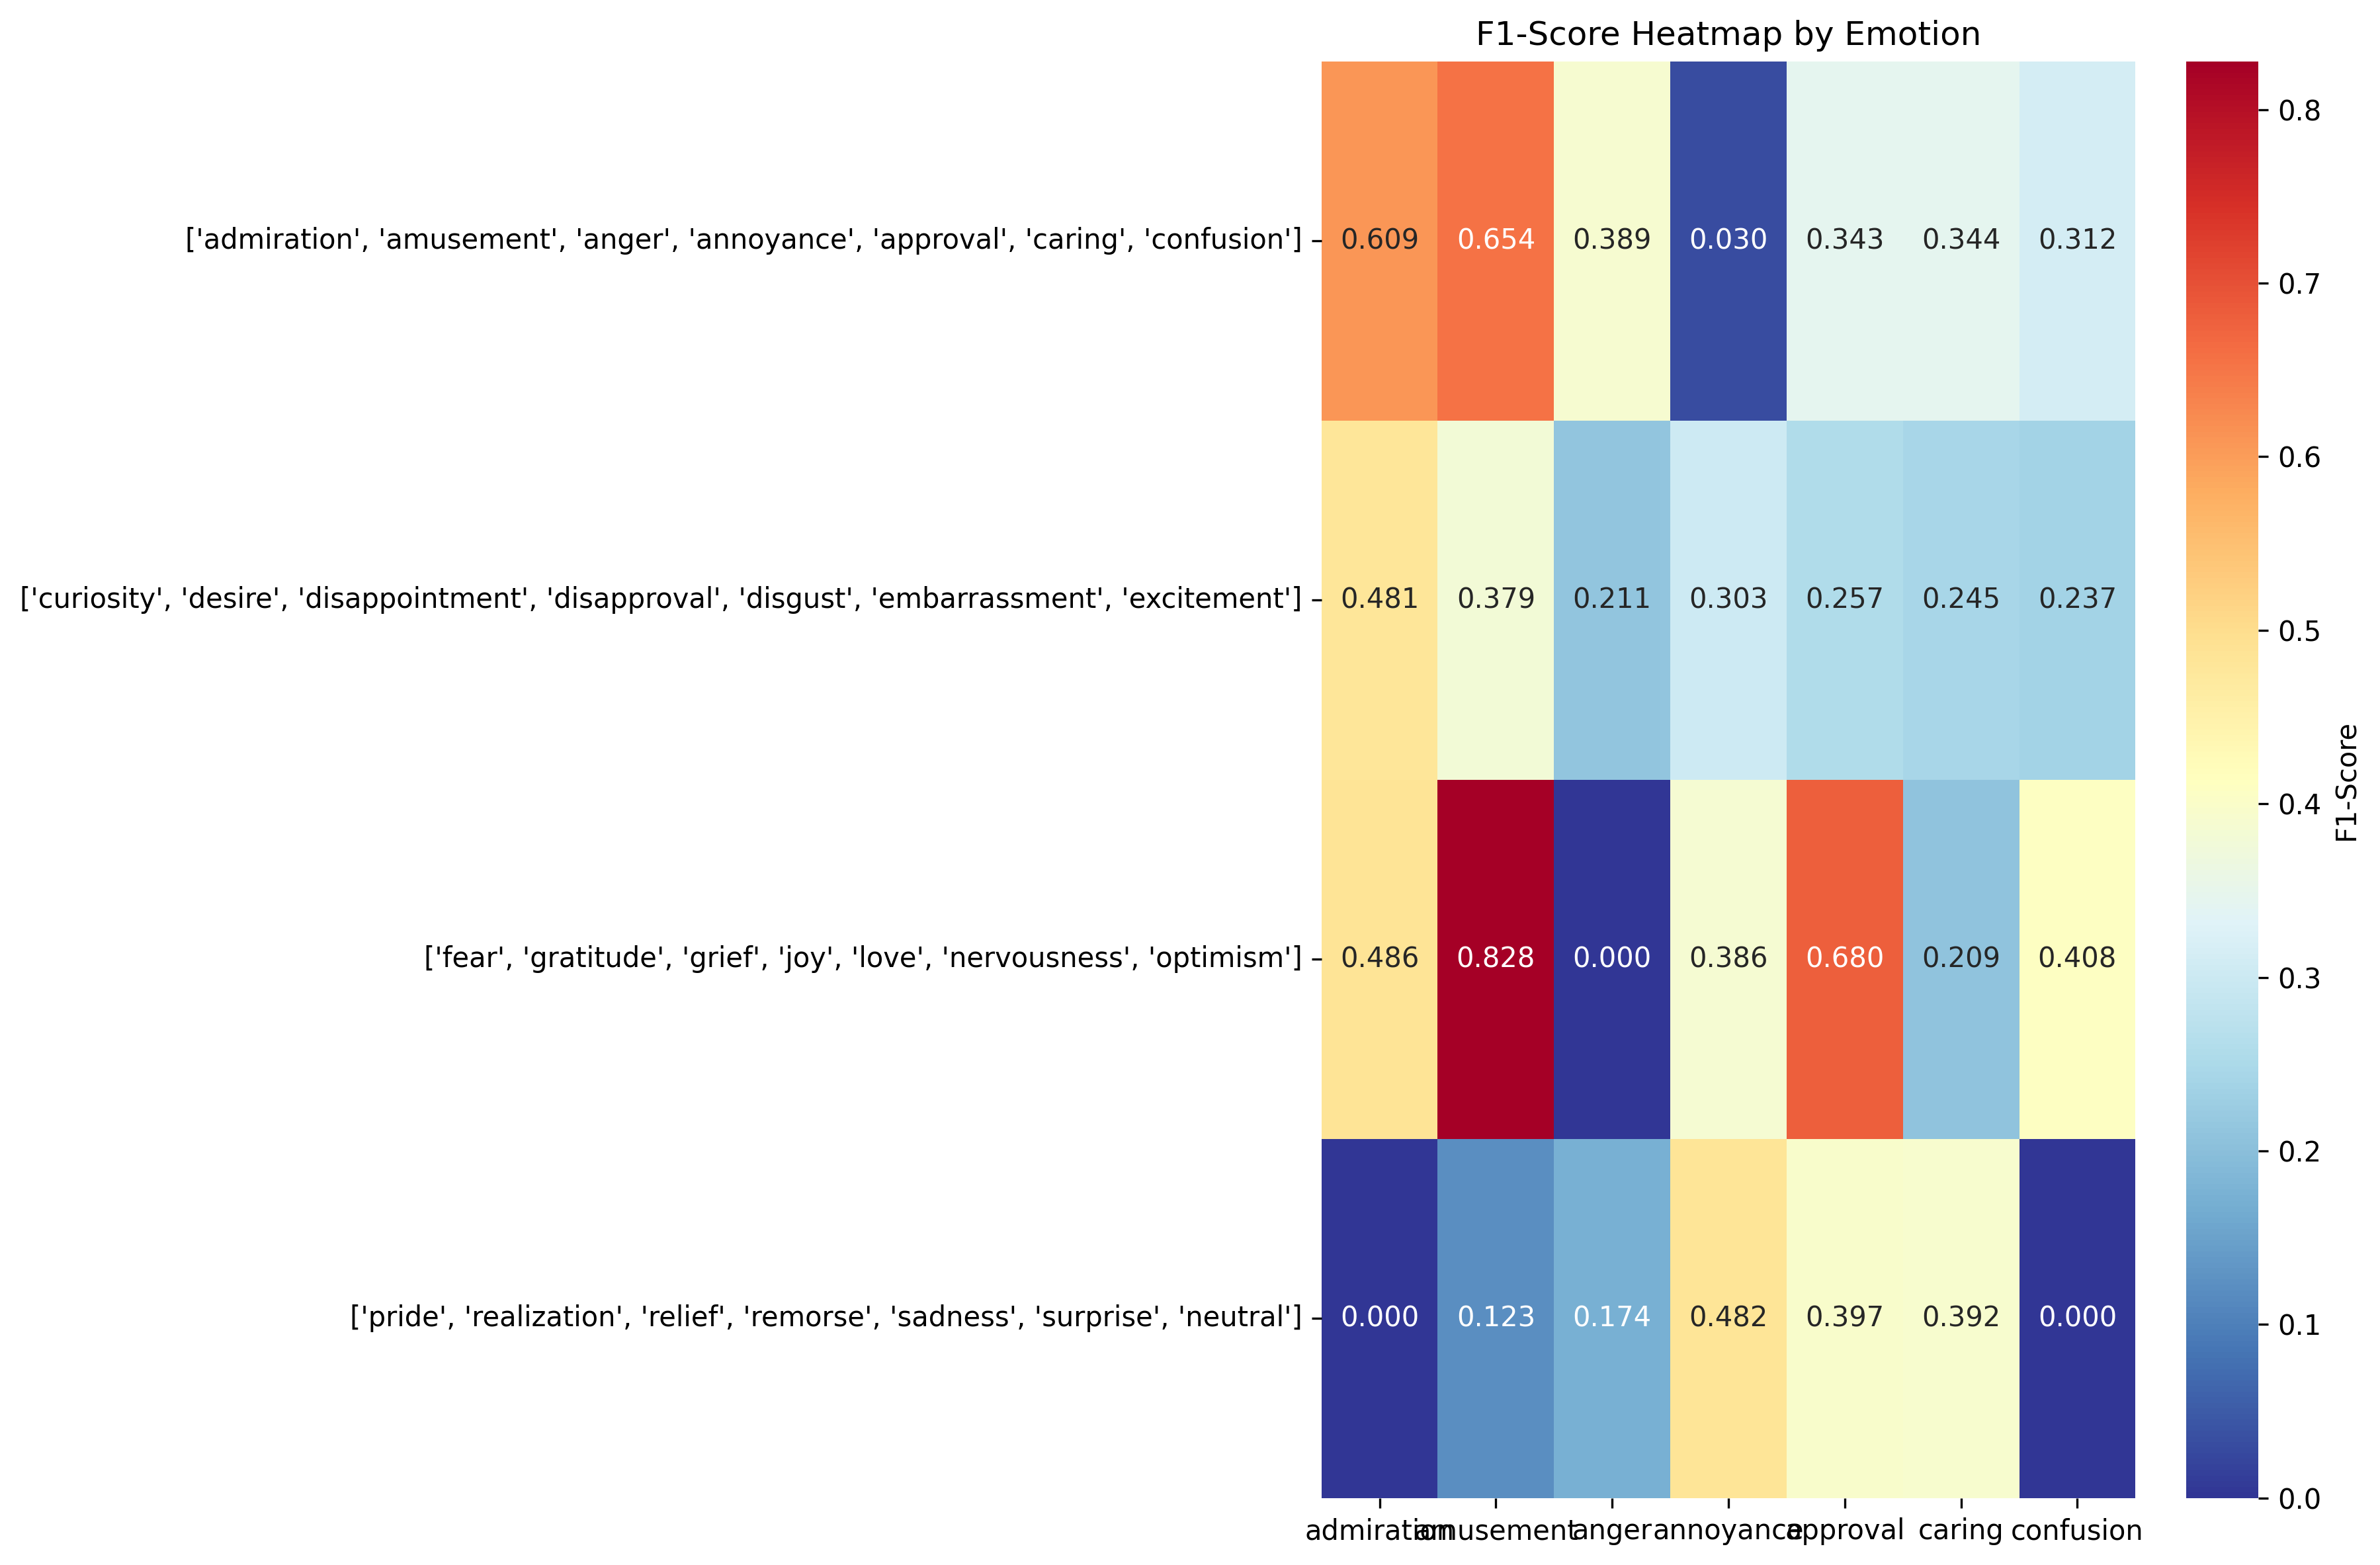 F1-Score Heatmap by Emotion
['admiration', 'amusement', 'anger', 'annoyance', 'approval', 'caring', 'confusion'] 0.609 0.654 0.389 0.030 0.343 0.344 0.312
['curiosity', 'desire', 'disappointment', 'disapproval', 'disgust', 'embarrassment', 'excitement'] 0.481 0.379 0.211 0.303 0.257 0.245 0.237
['fear', 'gratitude', 'grief', 'joy', 'love', 'nervousness', 'optimism'] 0.486 0.828 0.000 0.386 0.680 0.209 0.408
['pride', 'realization', 'relief', 'remorse', 'sadness', 'surprise', 'neutral'] 0.000 0.123 0.174 0.482 0.397 0.392 0.000
admiration amusement anger annoyance approval caring confusion
0.8
0.7
0.6
0.5
0.4
0.3
0.2
0.1
0.0
F1-Score